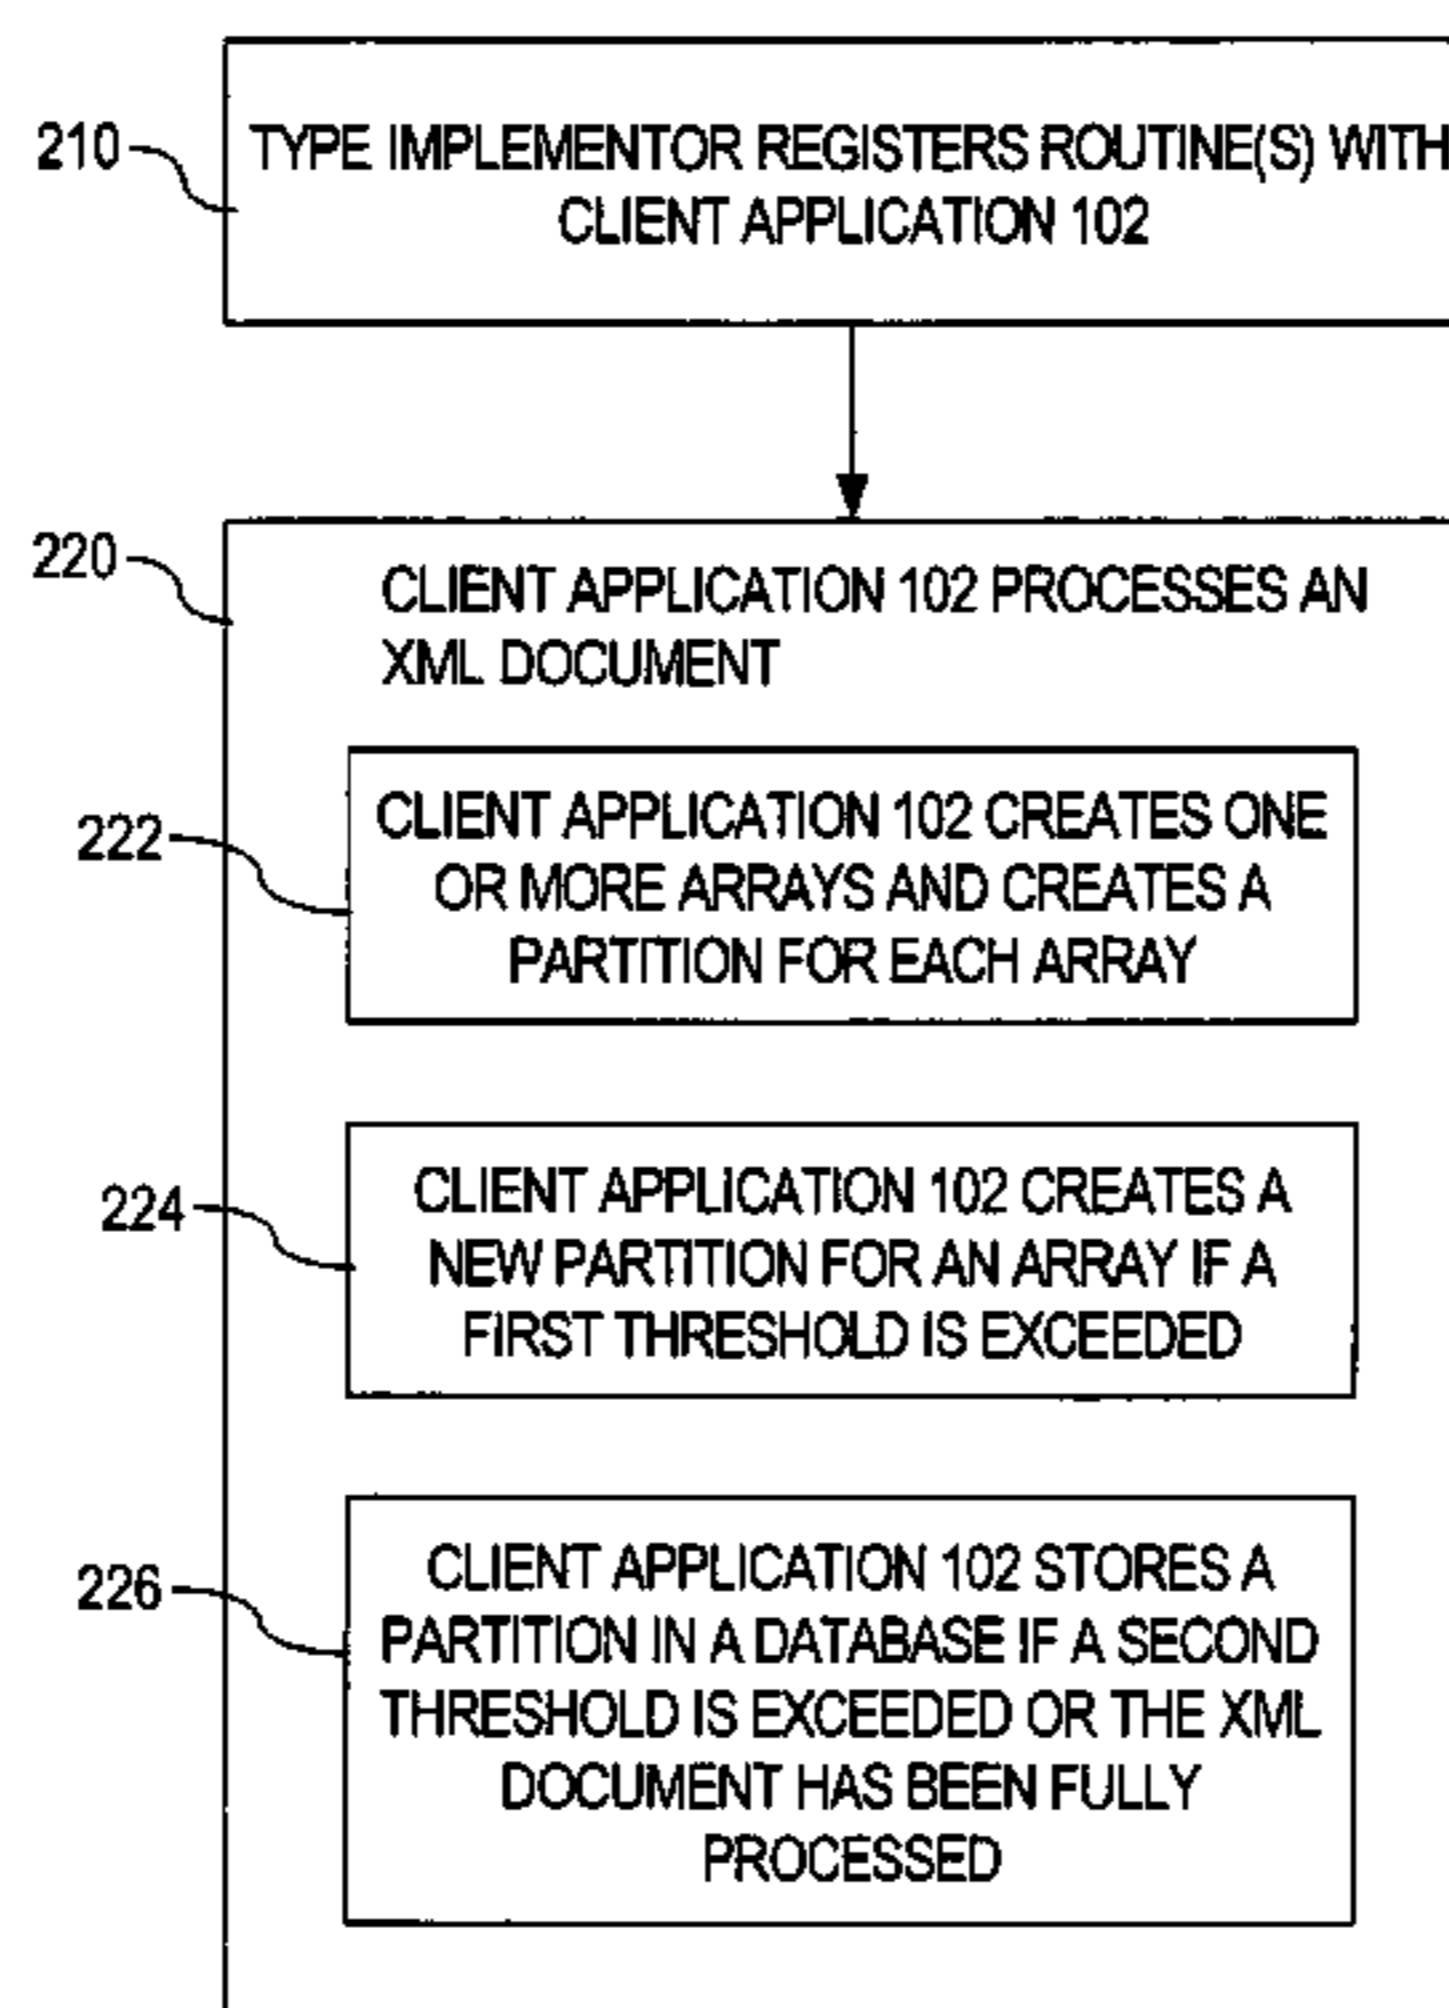 210
TYPE IMPLEMENTOR REGISTERS ROUTINE(S) WITH
CLIENT APPLICATION 102
220
CLIENT APPLICATION 102 PROCESSES AN
XML DOCUMENT
222
CLIENT APPLICATION 102 CREATES ONE
OR MORE ARRAYS AND CREATES A
PARTITION FOR EACH ARRAY
224
CLIENT APPLICATION 102 CREATES A
NEW PARTITION FOR AN ARRAY IF A
FIRST THRESHOLD IS EXCEEDED
226
CLIENT APPLICATION 102 STORES A
PARTITION IN A DATABASE IF A SECOND
THRESHOLD IS EXCEEDED OR THE XML
DOCUMENT HAS BEEN FULLY
PROCESSED